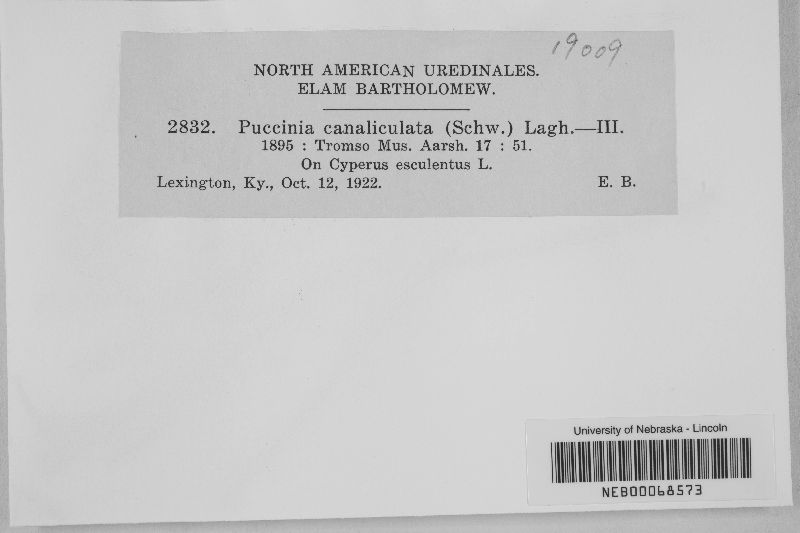 19009
NORTH AMERICAN UREDINALES.
ELAM BARTHOLOMEW.
2832. Puccinia canaliculata (Schw.) Lagh.—III.
1895 : Tromso Mus. Aarsh. 17 : 51.
On Cyperus esculentus L.
Lexington, Ky., Oct. 12, 1922. E. B.
University of Nebraska - Lincoln
NEB00068573